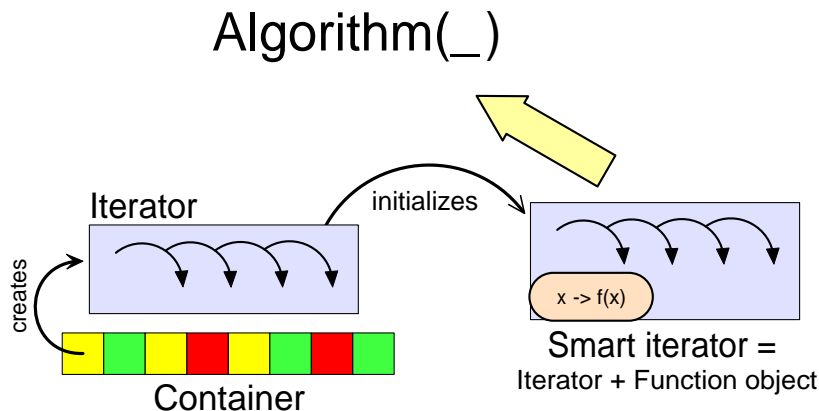 Algorithm(_)
Iterator
initializes
creates
x -> f(x)
Container
Smart iterator =
Iterator + Function object